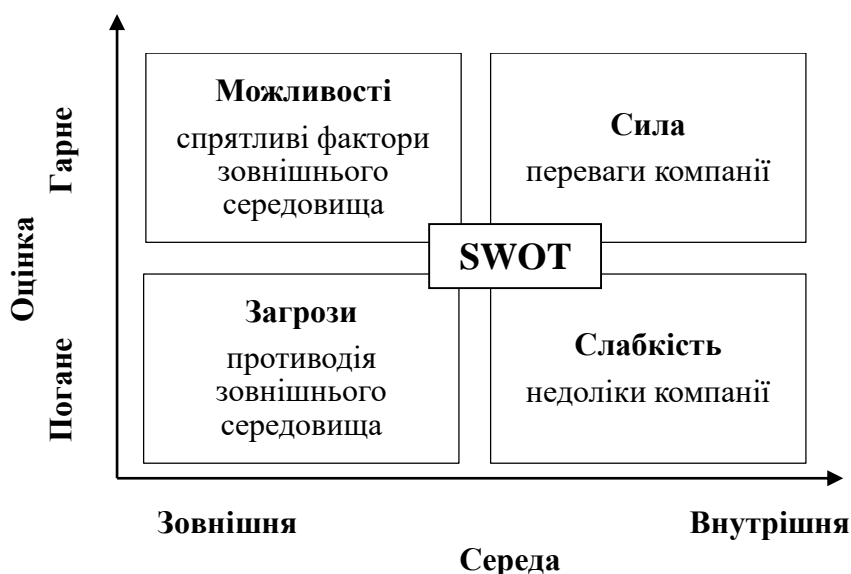 Оцінка
Гарне
Погане
Можливості
спрятливі фактори
зовнішнього
середовища
Сила
переваги компанії
SWOT
Загрози
противодія
зовнішнього
середовища
Слабкість
недоліки компанії
Зовнішня
Внутрішня
Середа